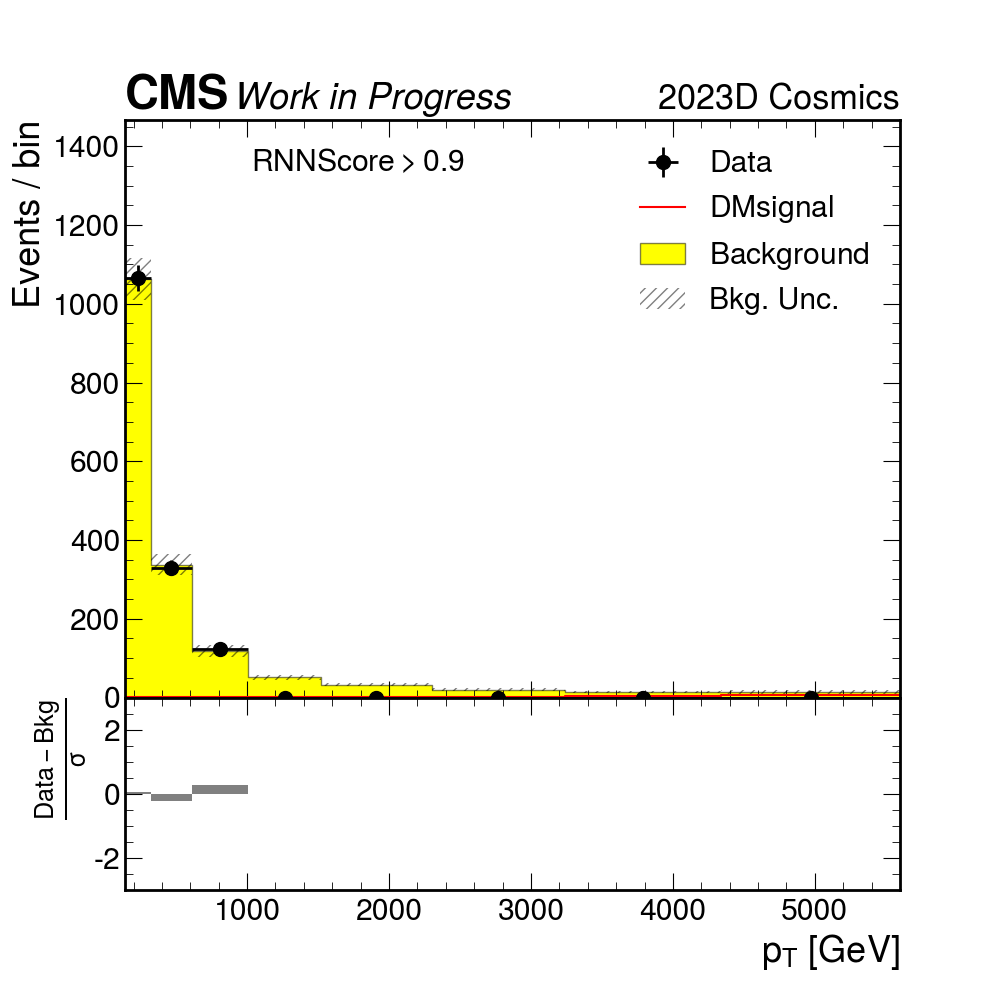 CMS Work in Progress 2023D Cosmics
Events / bin
RNNScore > 0.9
Data
DMsignal
Background
Bkg. Unc.
1400
1200
1000
800
600
400
200
0
Data – Bkg
σ
2
0
-2
1000 2000 3000 4000 5000
pT [GeV]